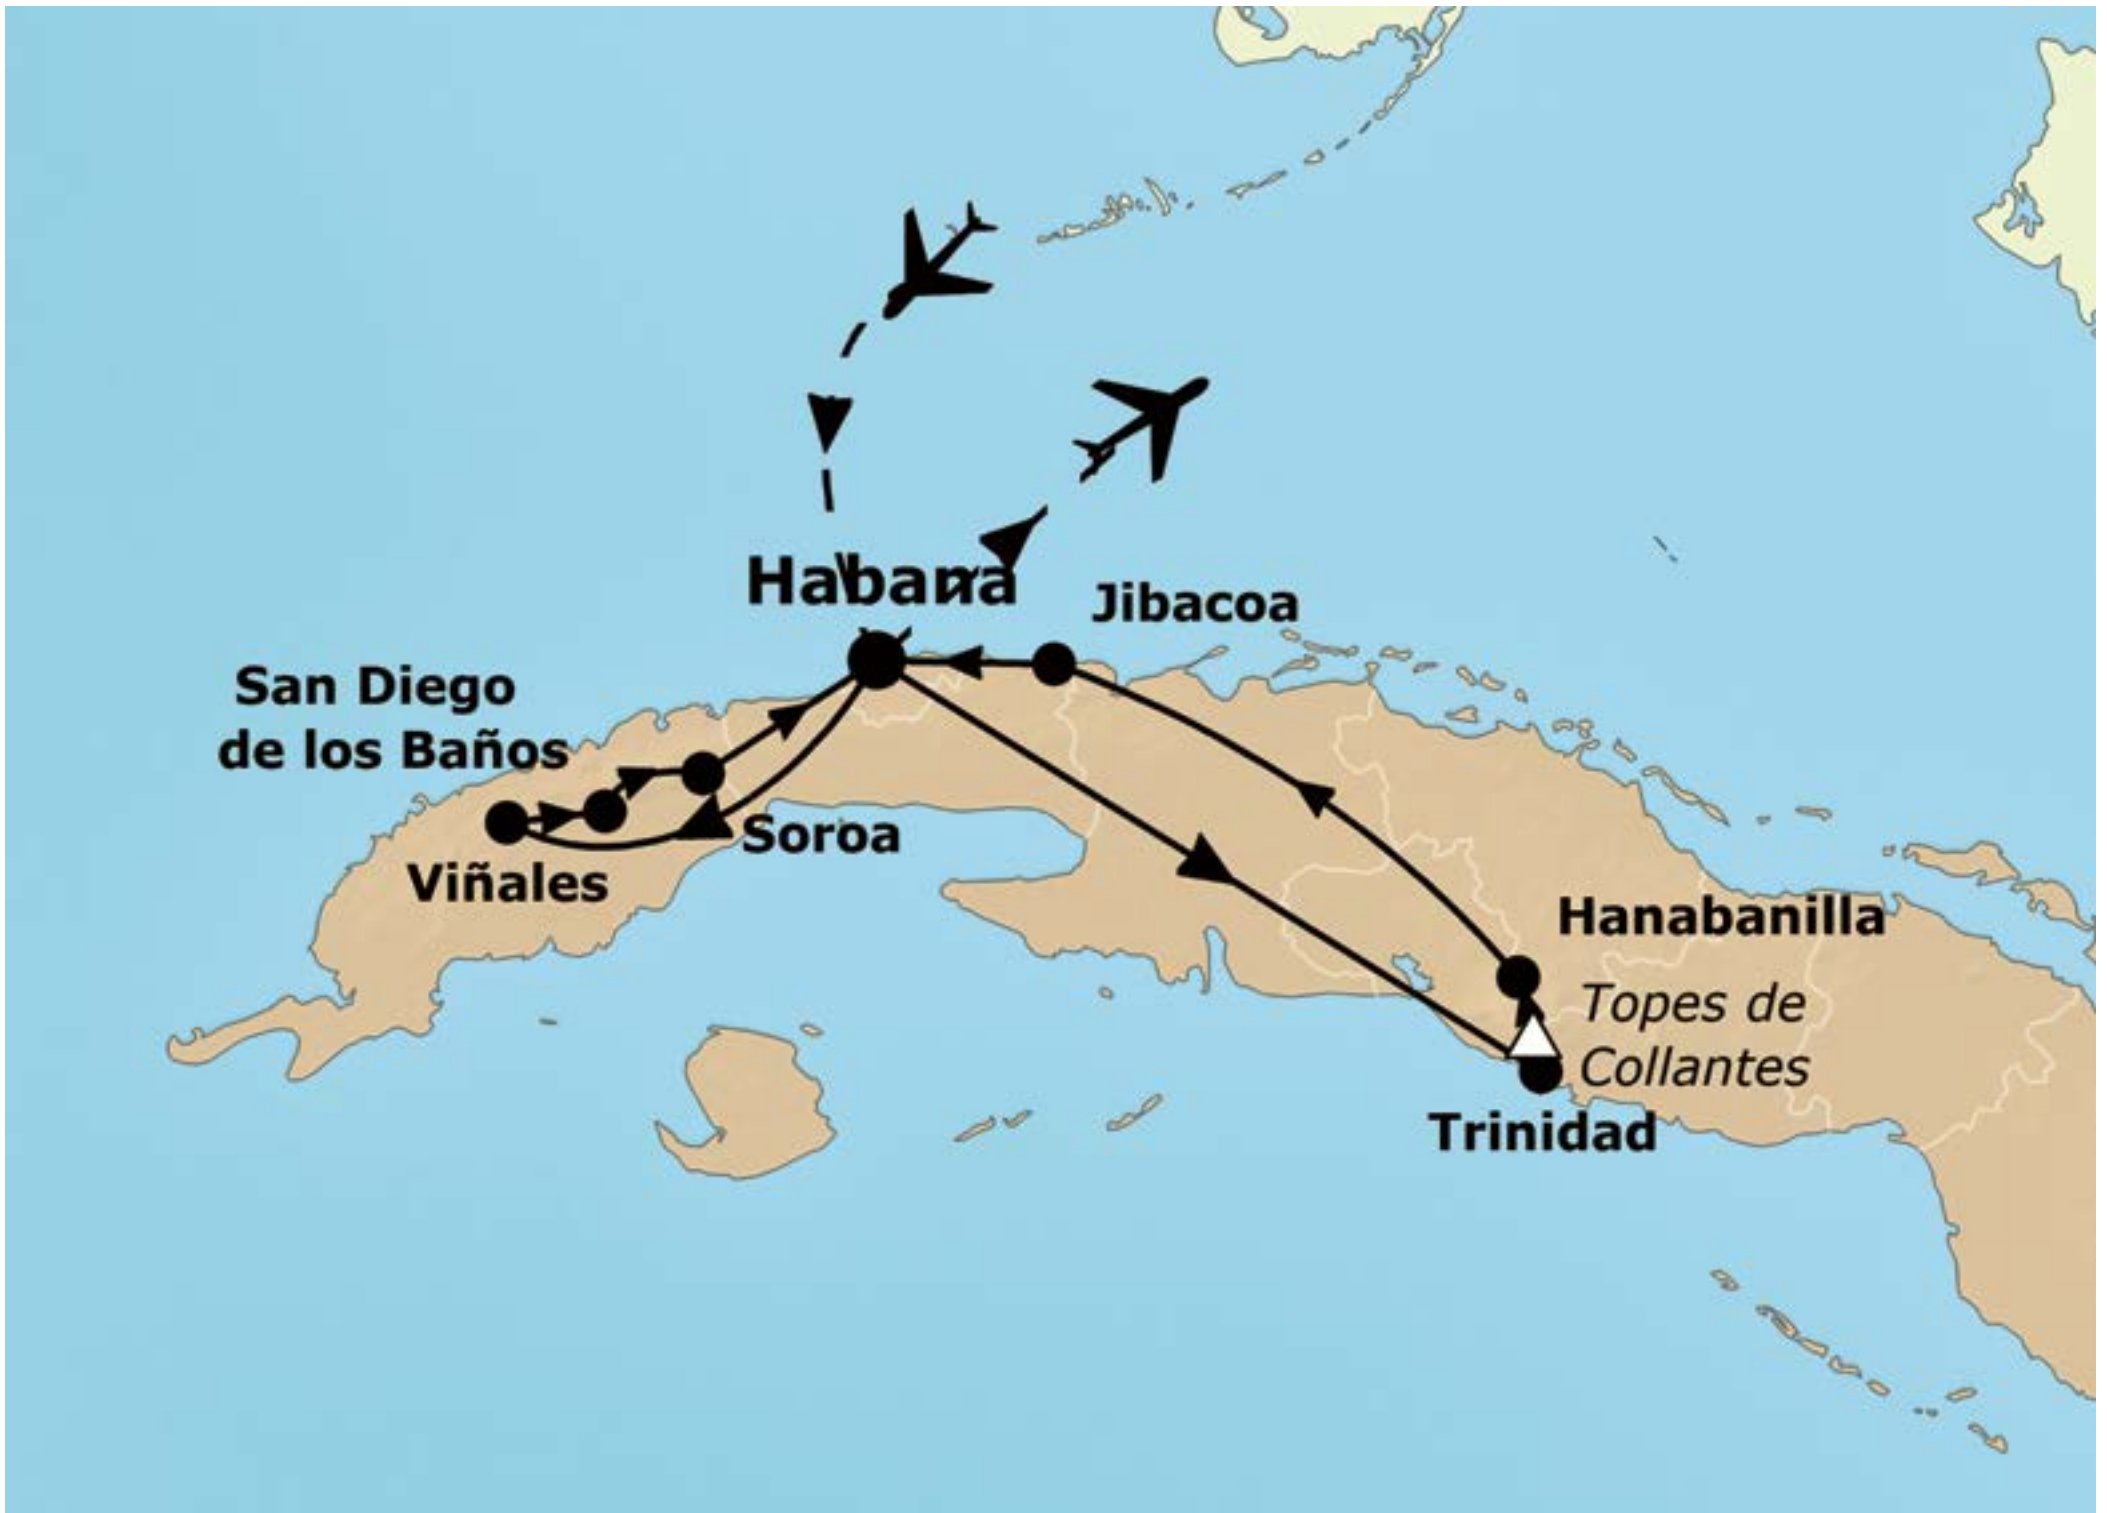 Habana
Jibacoa
San Diego
de los Baños
Soroa
Viñales
Hanabanilla
Topes de
Collantes
Trinidad